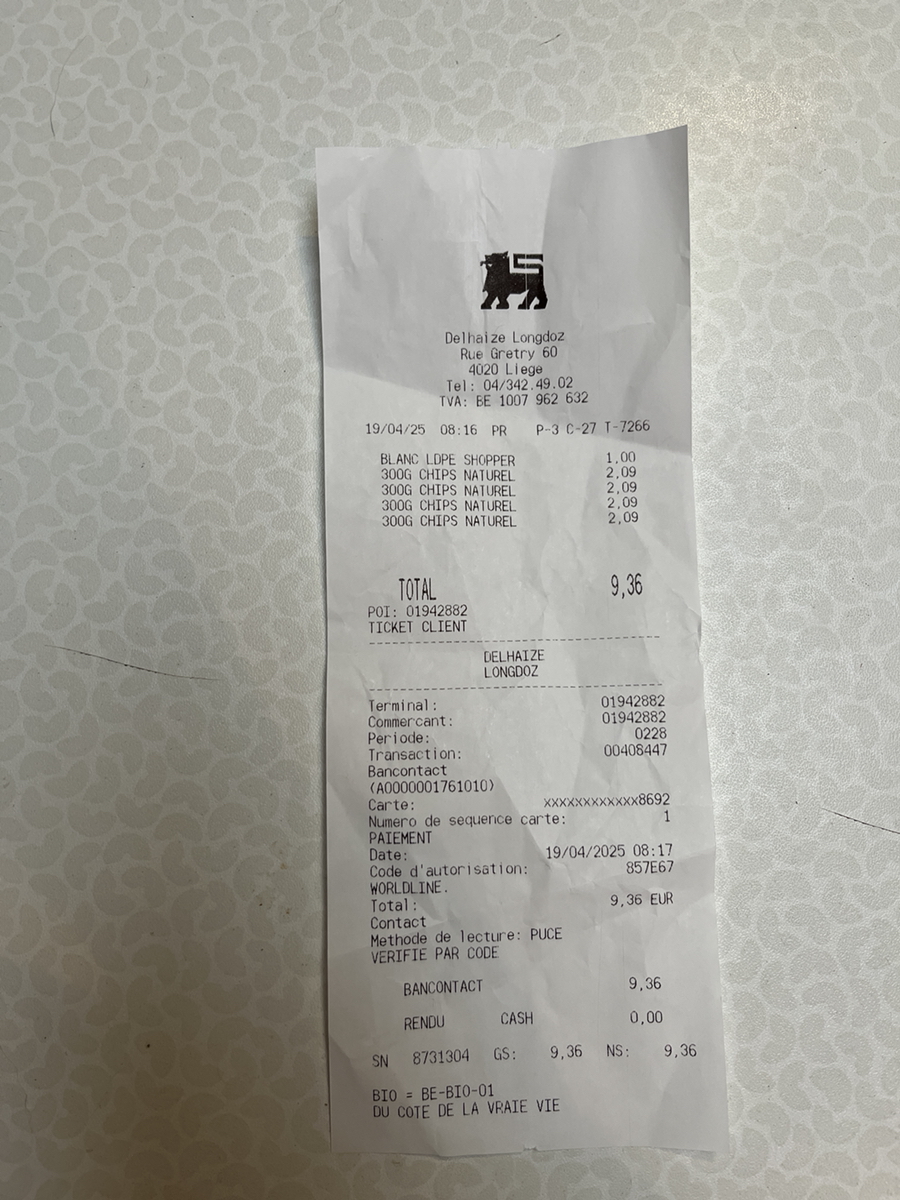 Delhaize Longdoz
Rue Gretry 60
4020 Liege
Tel: 04/342.49.02
TVA: BE 1007 962 632
19/04/25 08:16 PR P-3 C-27 T-7266
BLANC LDPE SHOPPER 1,00
300G CHIPS NATUREL 2,09
300G CHIPS NATUREL 2,09
300G CHIPS NATUREL 2,09
300G CHIPS NATUREL 2,09
TOTAL 9,36
POI: 01942882
TICKET CLIENT
DELHAIZE
LONGDOZ
Terminal: 01942882
Commercant: 01942882
Periode: 0228
Transaction: 00408447
Bancontact
(A0000001761010)
Carte: xxxxxxxxxxxxx8692
Numero de sequence carte: 1
PAIEMENT
Date: 19/04/2025 08:17
Code d'autorisation: 857E67
WORLDLINE.
Total: 9,36 EUR
Contact
Methode de lecture: PUCE
VERIFIE PAR CODE
BANCONTACT 9,36
RENDU CASH 0,00
SN 8731304 GS: 9,36 NS: 9,36
BIO = BE-BIO-01
DU COTE DE LA VRAIE VIE